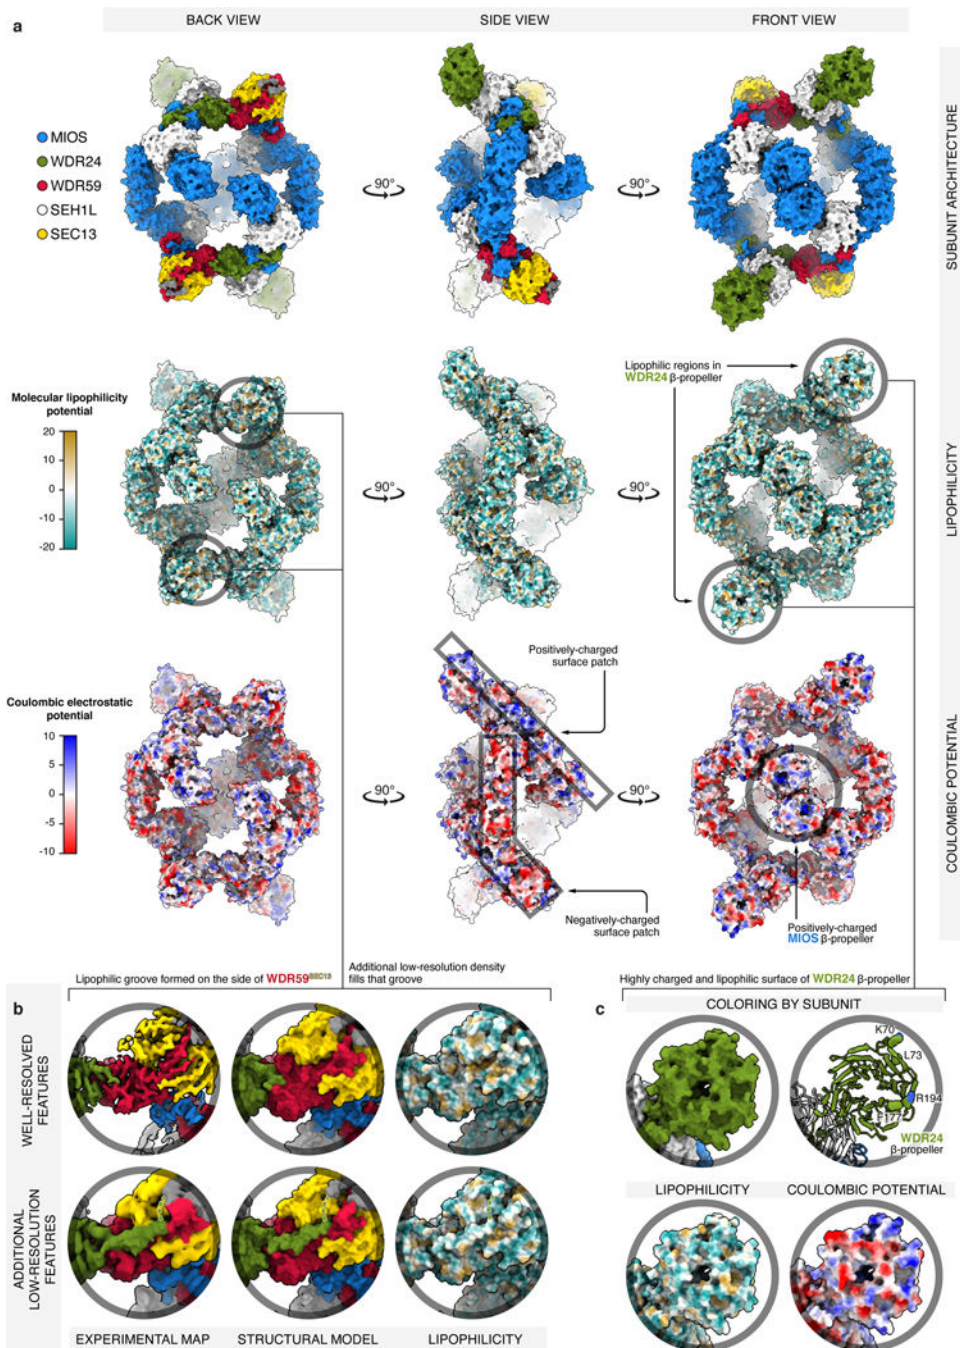 BACK VIEW
SIDE VIEW
FRONT VIEW
a
MIOS
WDR24
WDR59
SEH1L
SEC13
90°
90°
SUBUNIT ARCHITECTURE
Molecular lipophilicity
potential
20
10
0
-10
-20
90°
90°
Lipophilic regions in
WDR24 β-propeller
LIPOPHILICITY
Coulombic electrostatic
potential
10
5
0
-5
-10
90°
90°
Positively-charged
surface patch
Negatively-charged
surface patch
Positively-charged
MIOS β-propeller
COULOMBIC POTENTIAL
Lipophilic groove formed on the side of WDR59SEC13
Additional low-resolution density
fills that groove
Highly charged and lipophilic surface of WDR24 β-propeller
b
WELL-RESOLVED
FEATURES
ADDITIONAL
LOW-RESOLUTION
FEATURES
EXPERIMENTAL MAP
STRUCTURAL MODEL
LIPOPHILICITY
c
COLORING BY SUBUNIT
K70
L73
R194
F177
WDR24
β-propeller
LIPOPHILICITY
COULOMBIC POTENTIAL